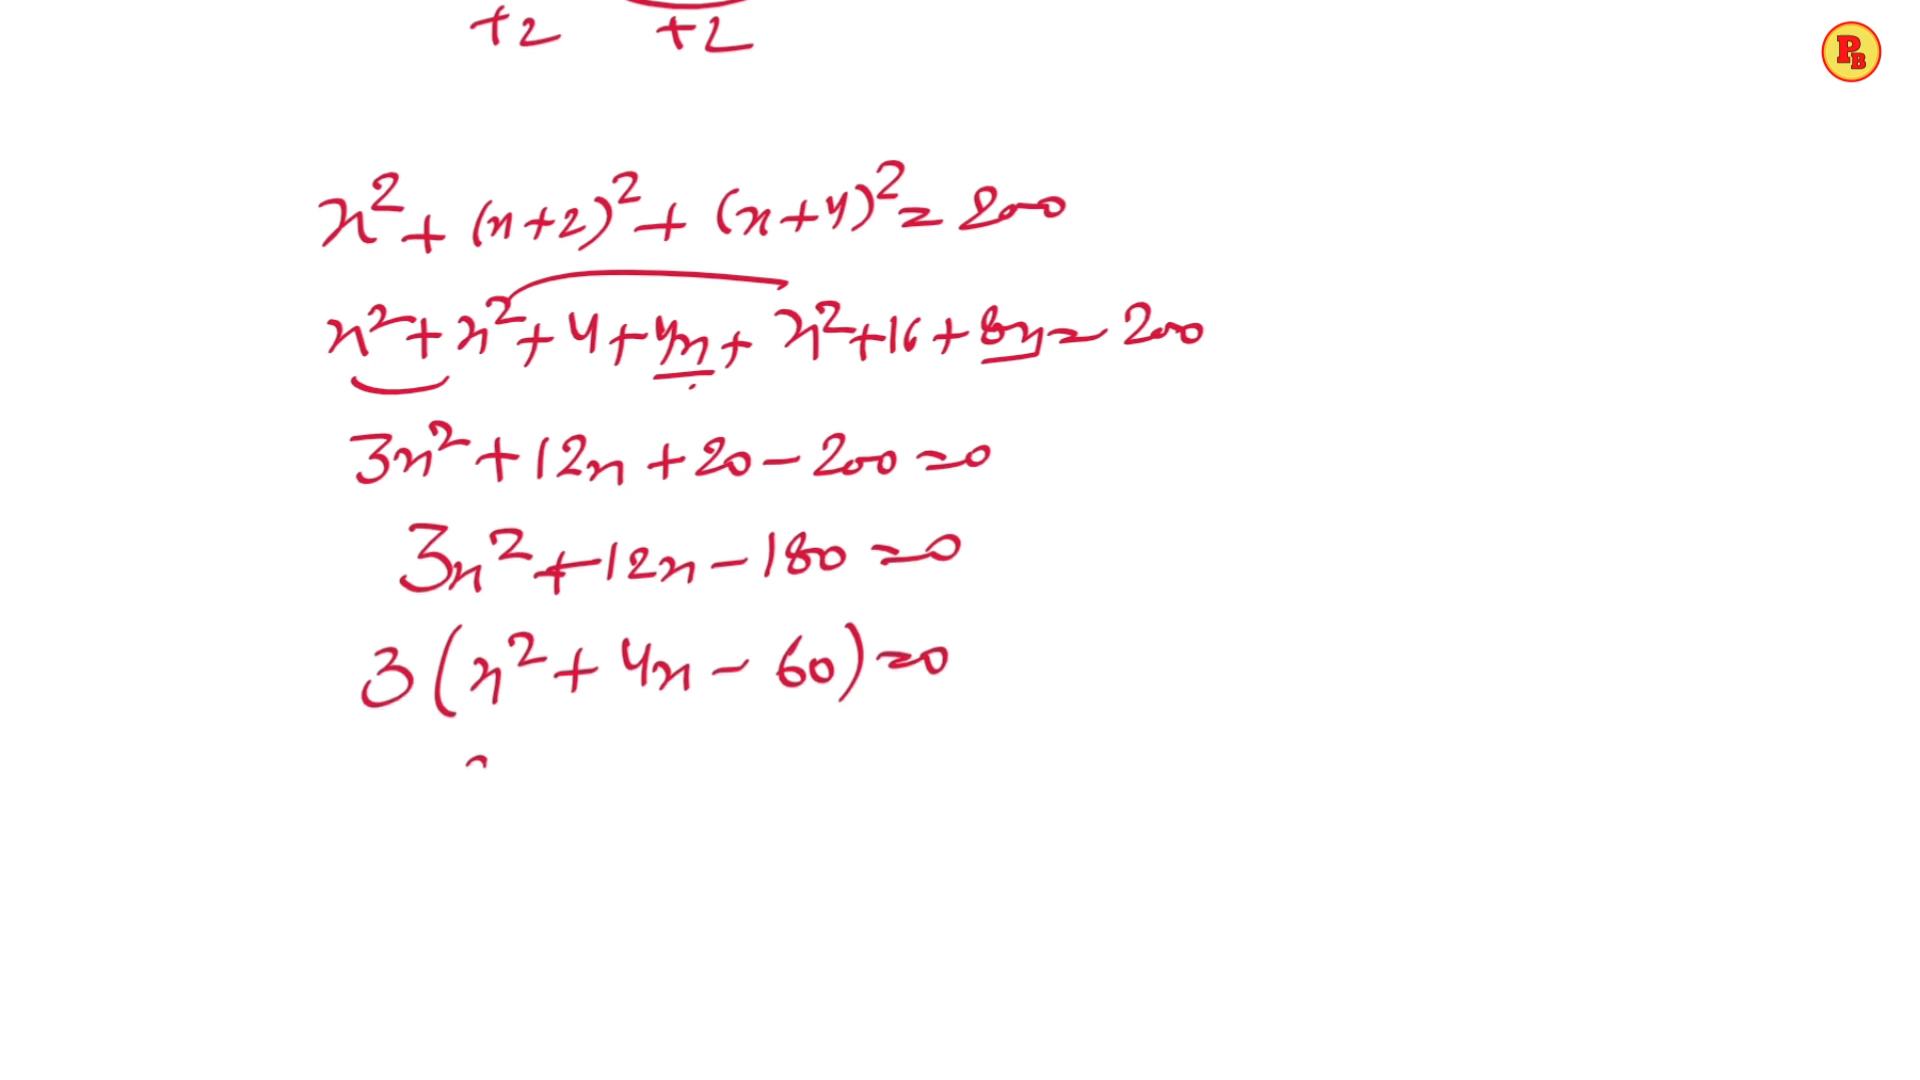 +2 +2
PB
x²+(x+2)²+(x+4)²=200
x²+x²+4+4x+x²+16+8x=200
3x²+12x+20-200=0
3x²+12x-180=0
3(x²+4x-60)=0